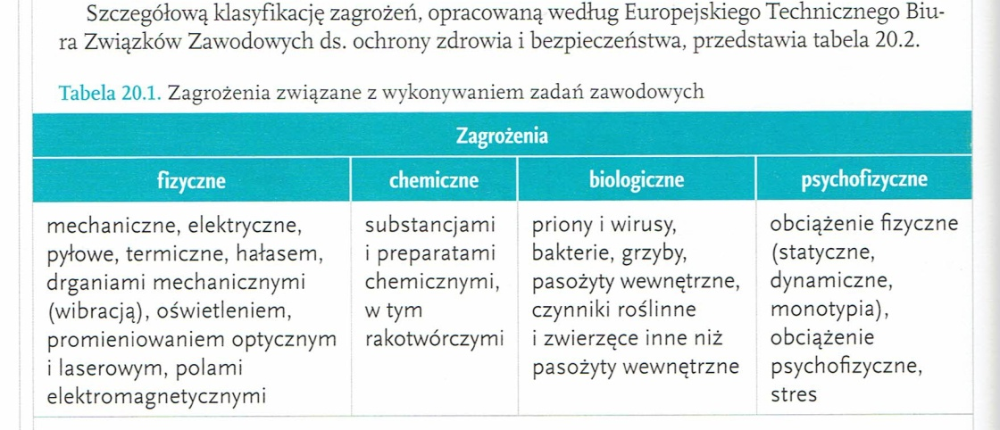 Szczegółową klasyfikację zagrożeń, opracowaną według Europejskiego Technicznego Biu-
ra Związków Zawodowych ds. ochrony zdrowia i bezpieczeństwa, przedstawia tabela 20.2.
Tabela 20.1. Zagrożenia związane z wykonywaniem zadań zawodowych
Zagrożenia
fizyczne
mechaniczne, elektryczne,
pyłowe, termiczne, hałasem,
drganiami mechanicznymi
(wibracją), oświetleniem,
promieniowaniem optycznym
i laserowym, polami
elektromagnetycznymi
chemiczne
substancjami
i preparatami
chemicznymi,
w tym
rakotwórczymi
biologiczne
priony i wirusy,
bakterie, grzyby,
pasożyty wewnętrzne,
czynniki roślinne
i zwierzęce inne niż
pasożyty wewnętrzne
psychofizyczne
obciążenie fizyczne
(statyczne,
dynamiczne,
monotypia),
obciążenie
psychofizyczne,
stres